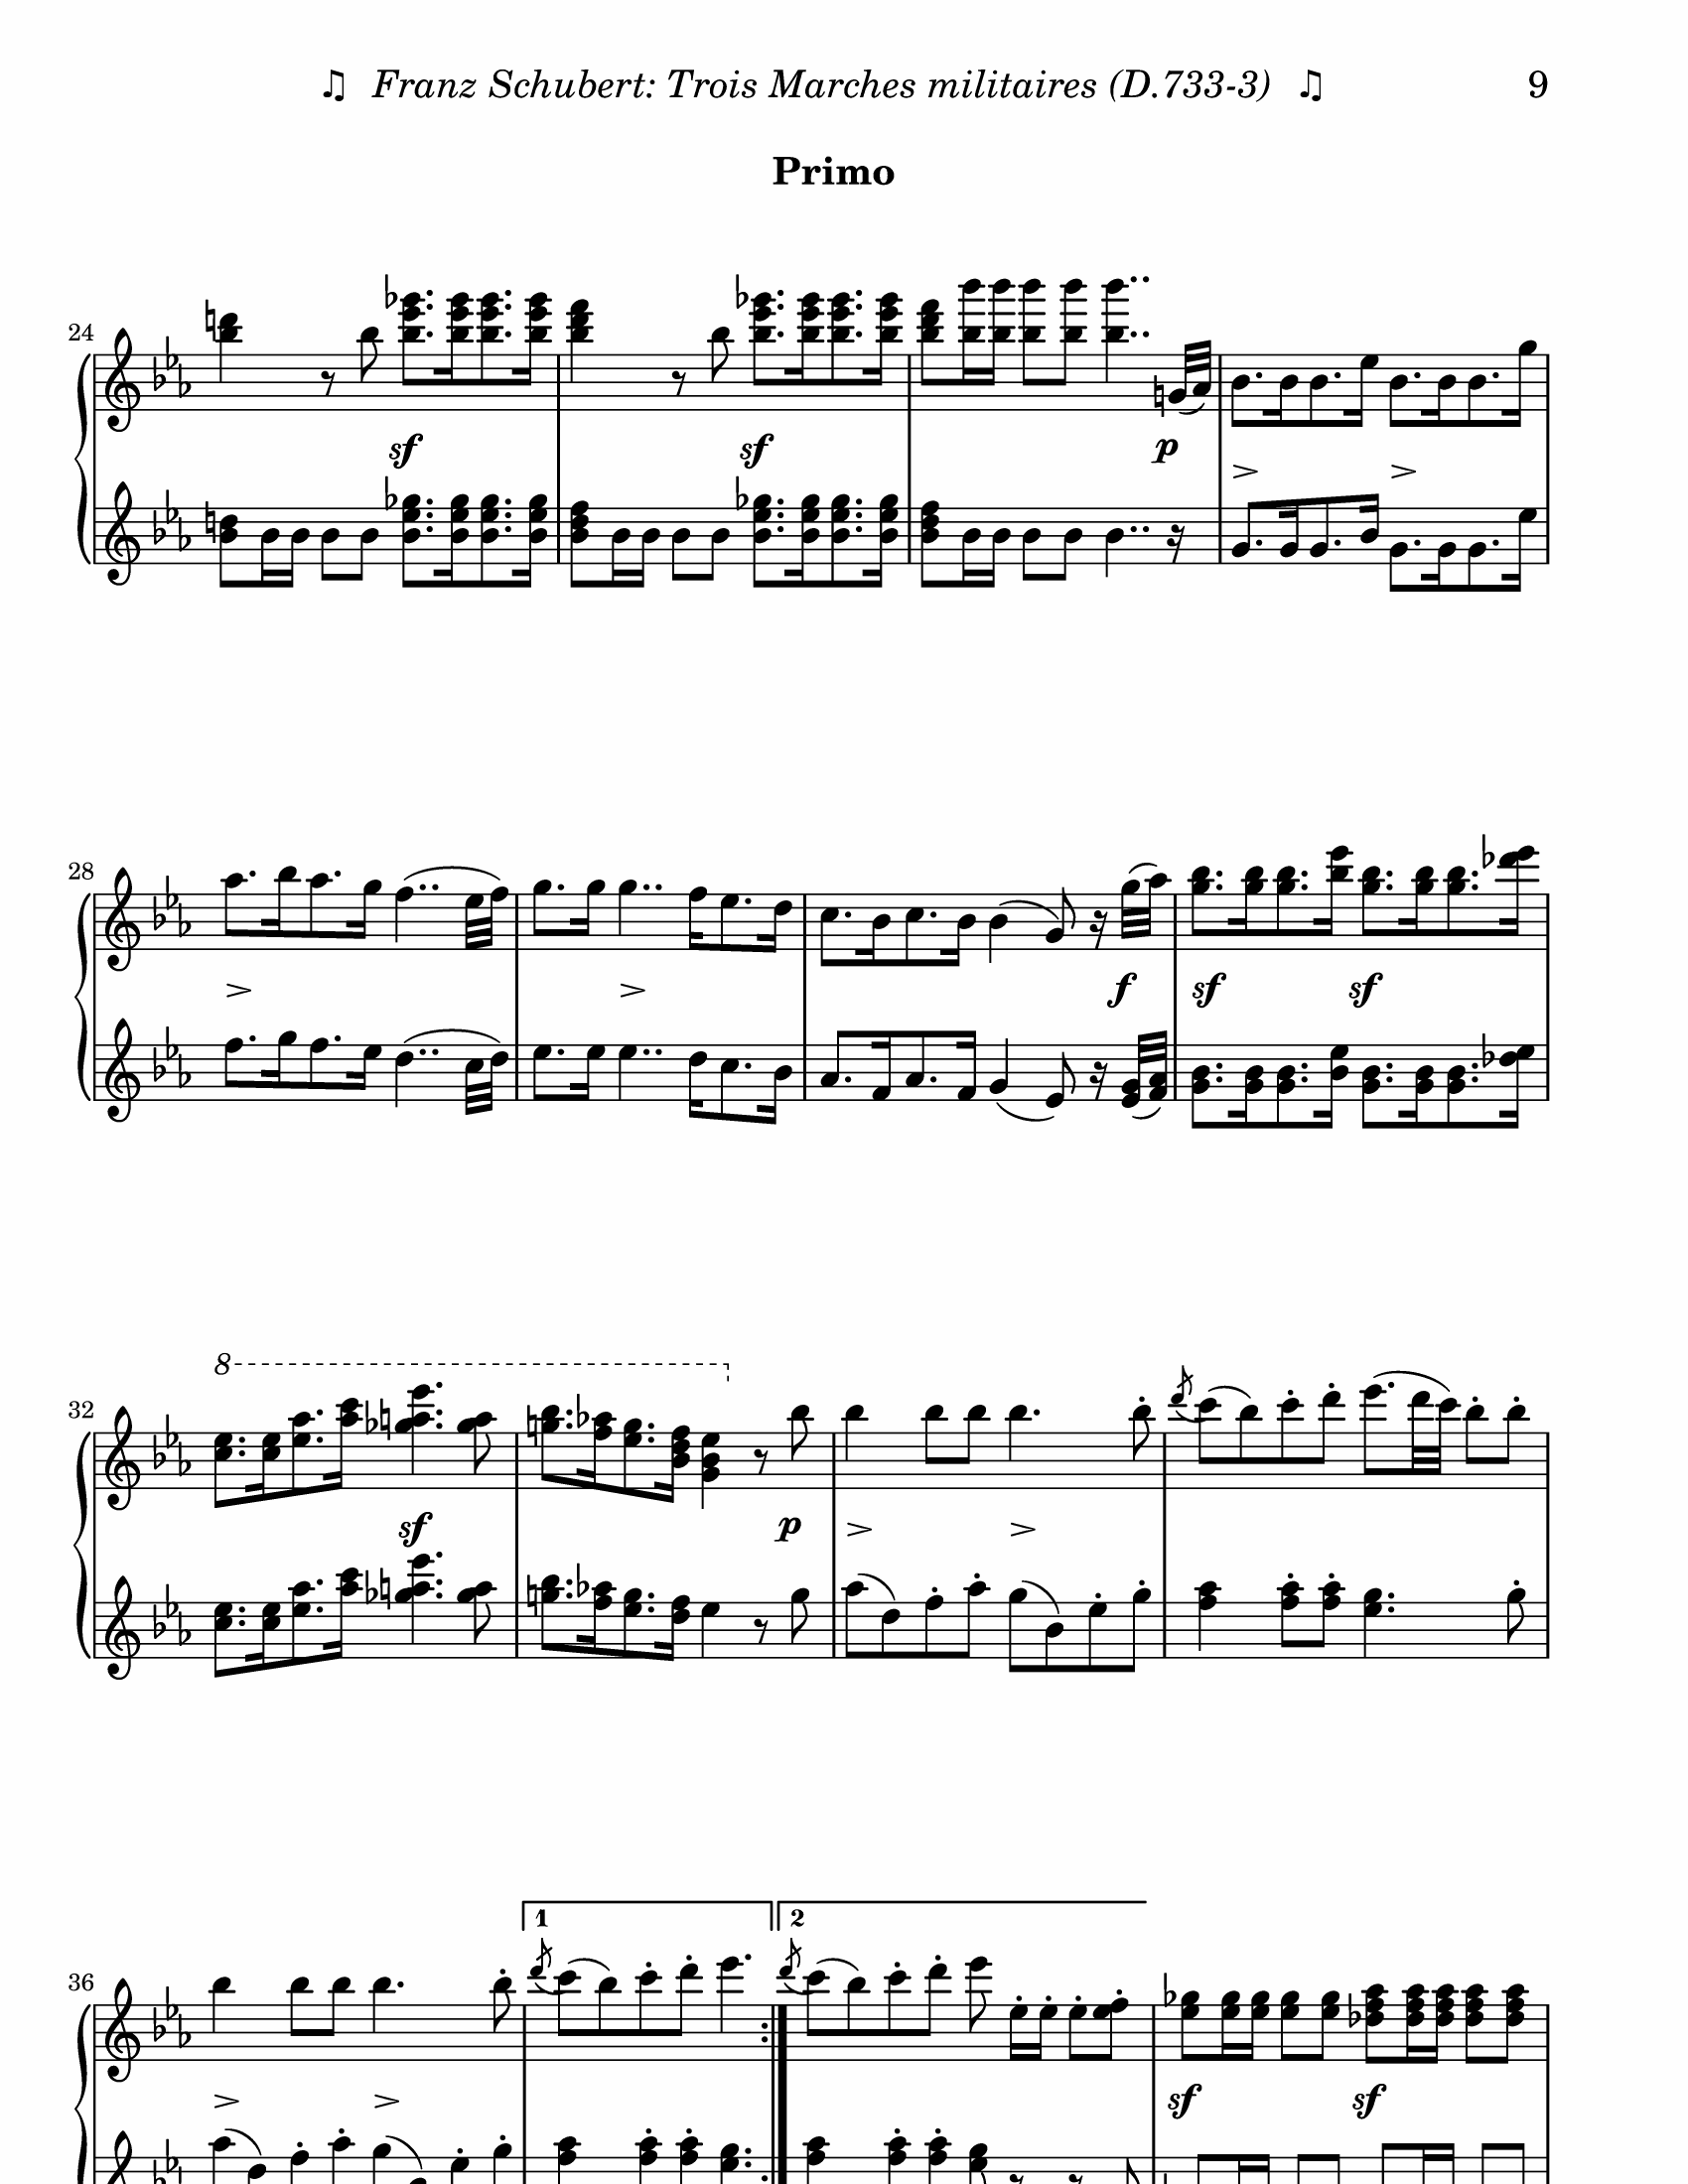 ♫ Franz Schubert: Trois Marches militaires (D.733-3) ♫ 9
Primo
24
sf sf p
28
f sf sf
8
32
sf p
1 2
36
sf sf